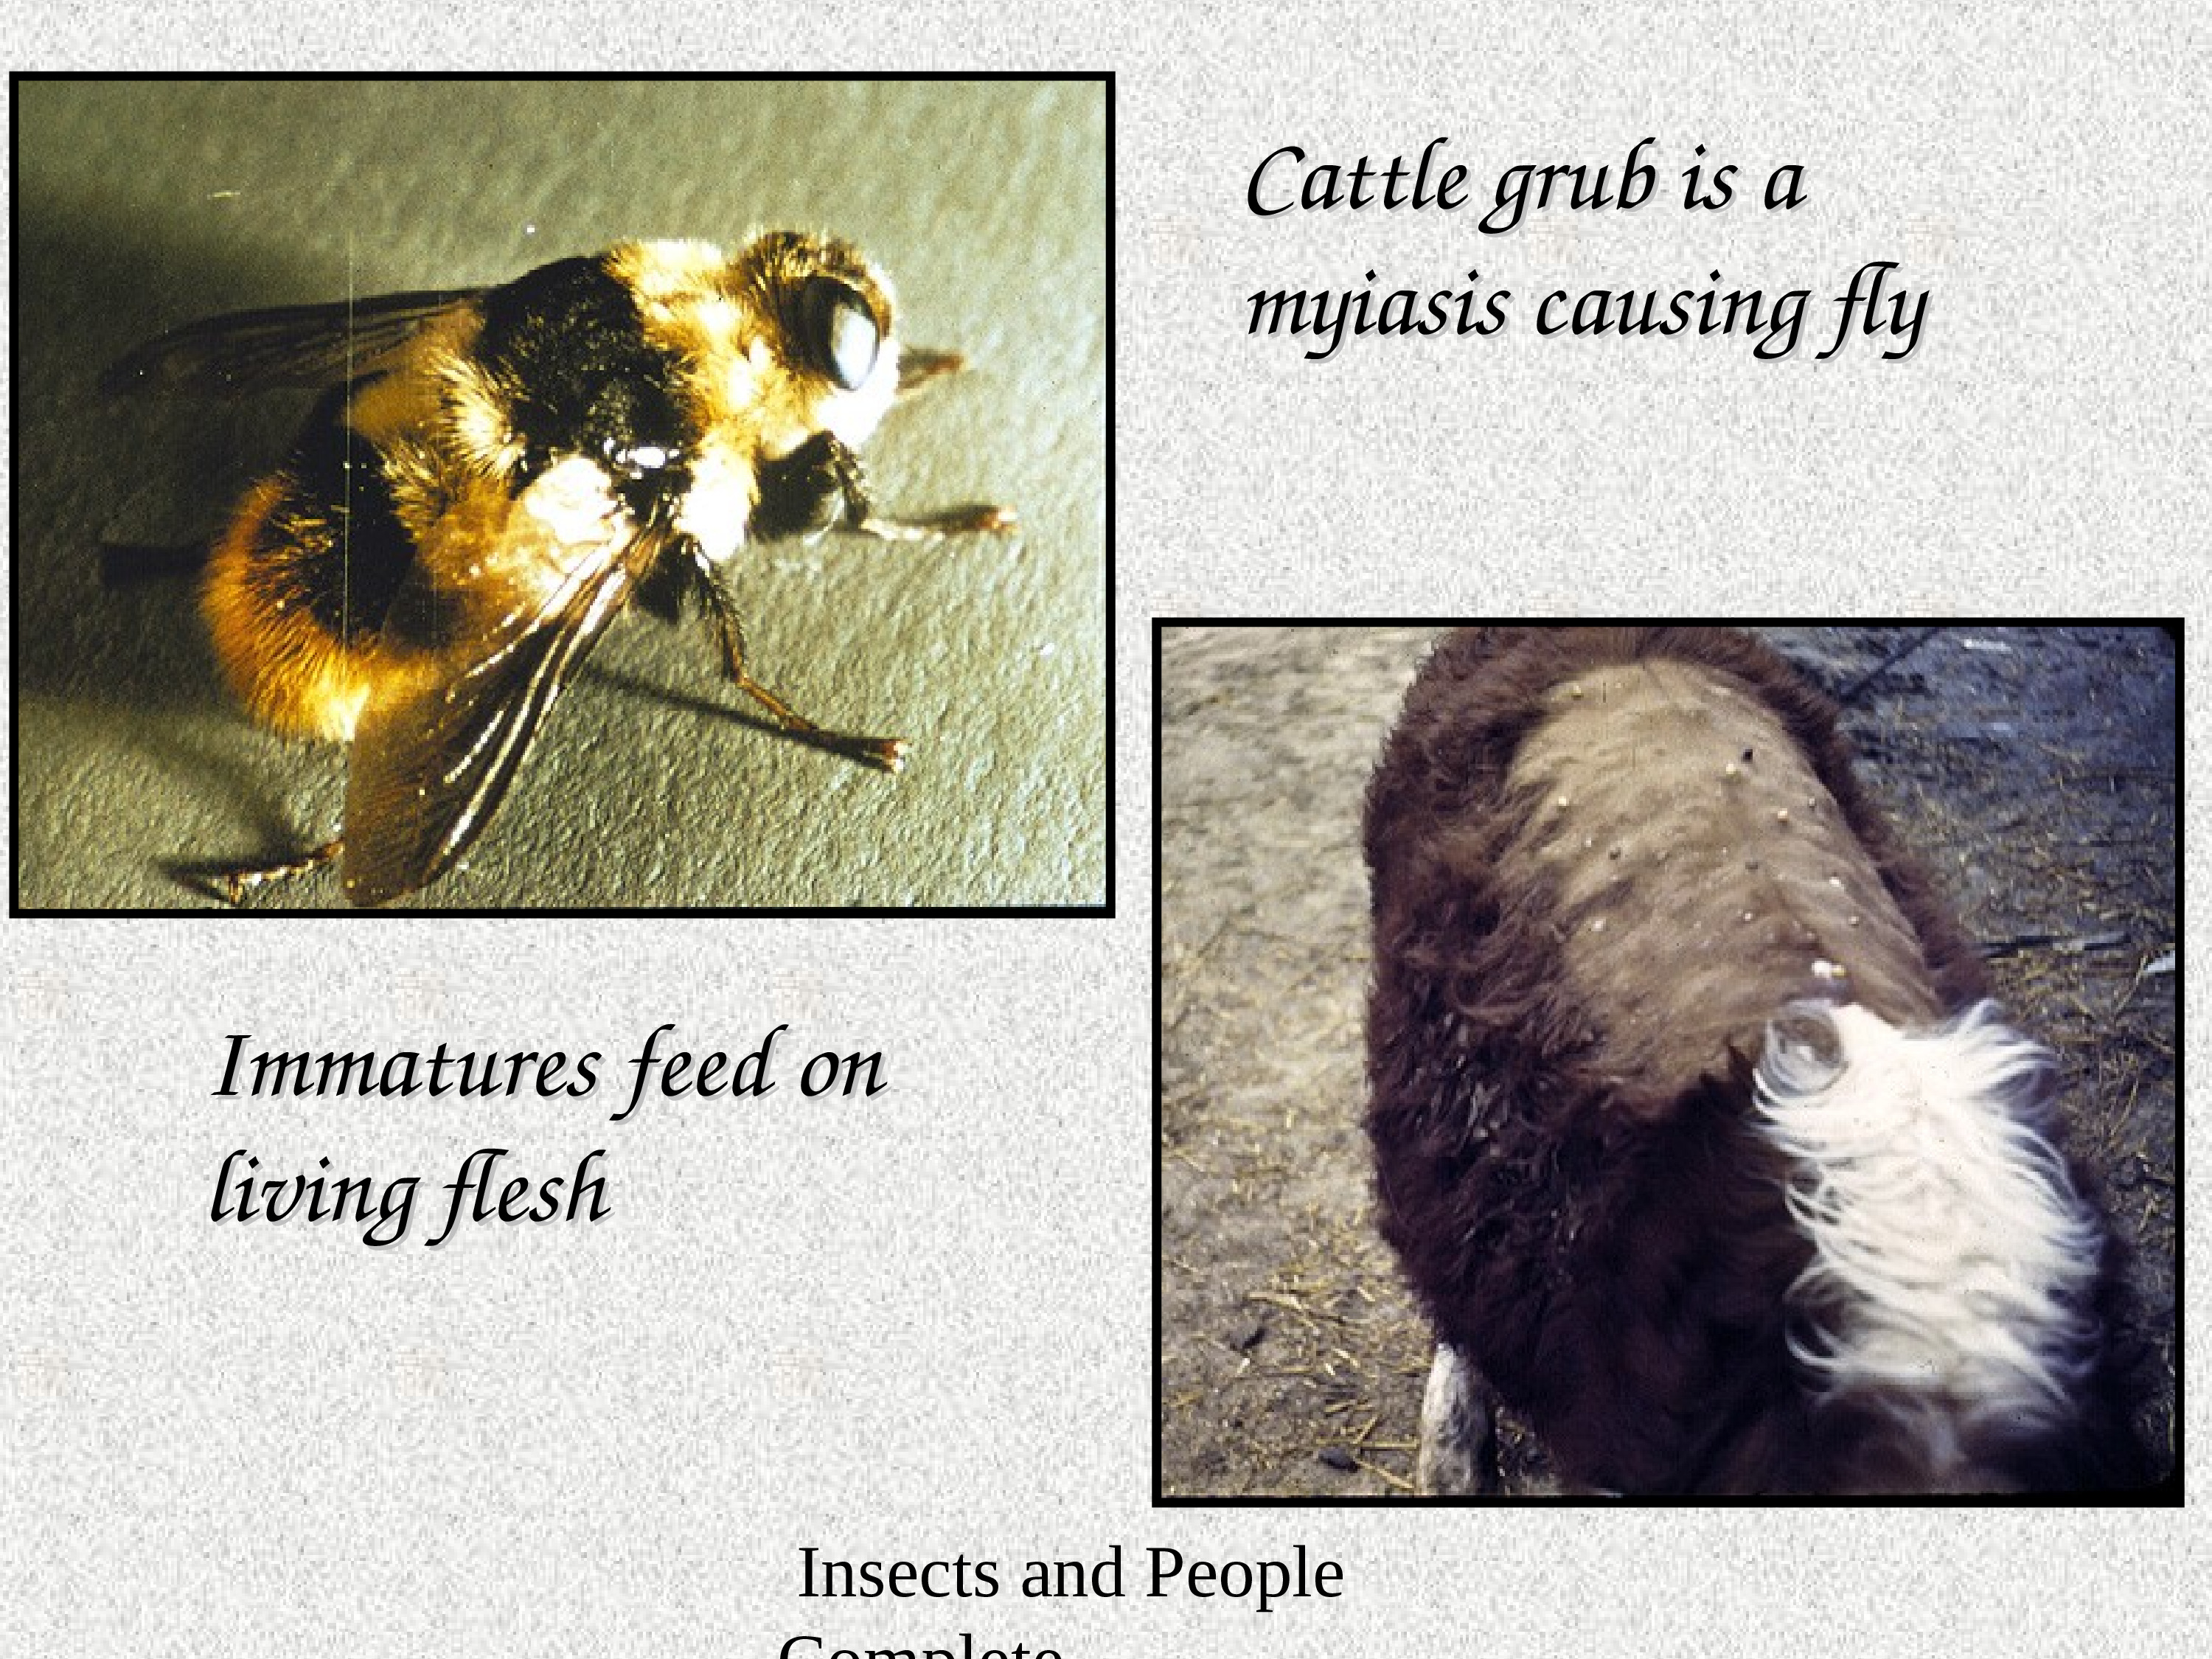 Cattle grub is a
myiasis causing fly
Immatures feed on
living flesh
Insects and People
Complete